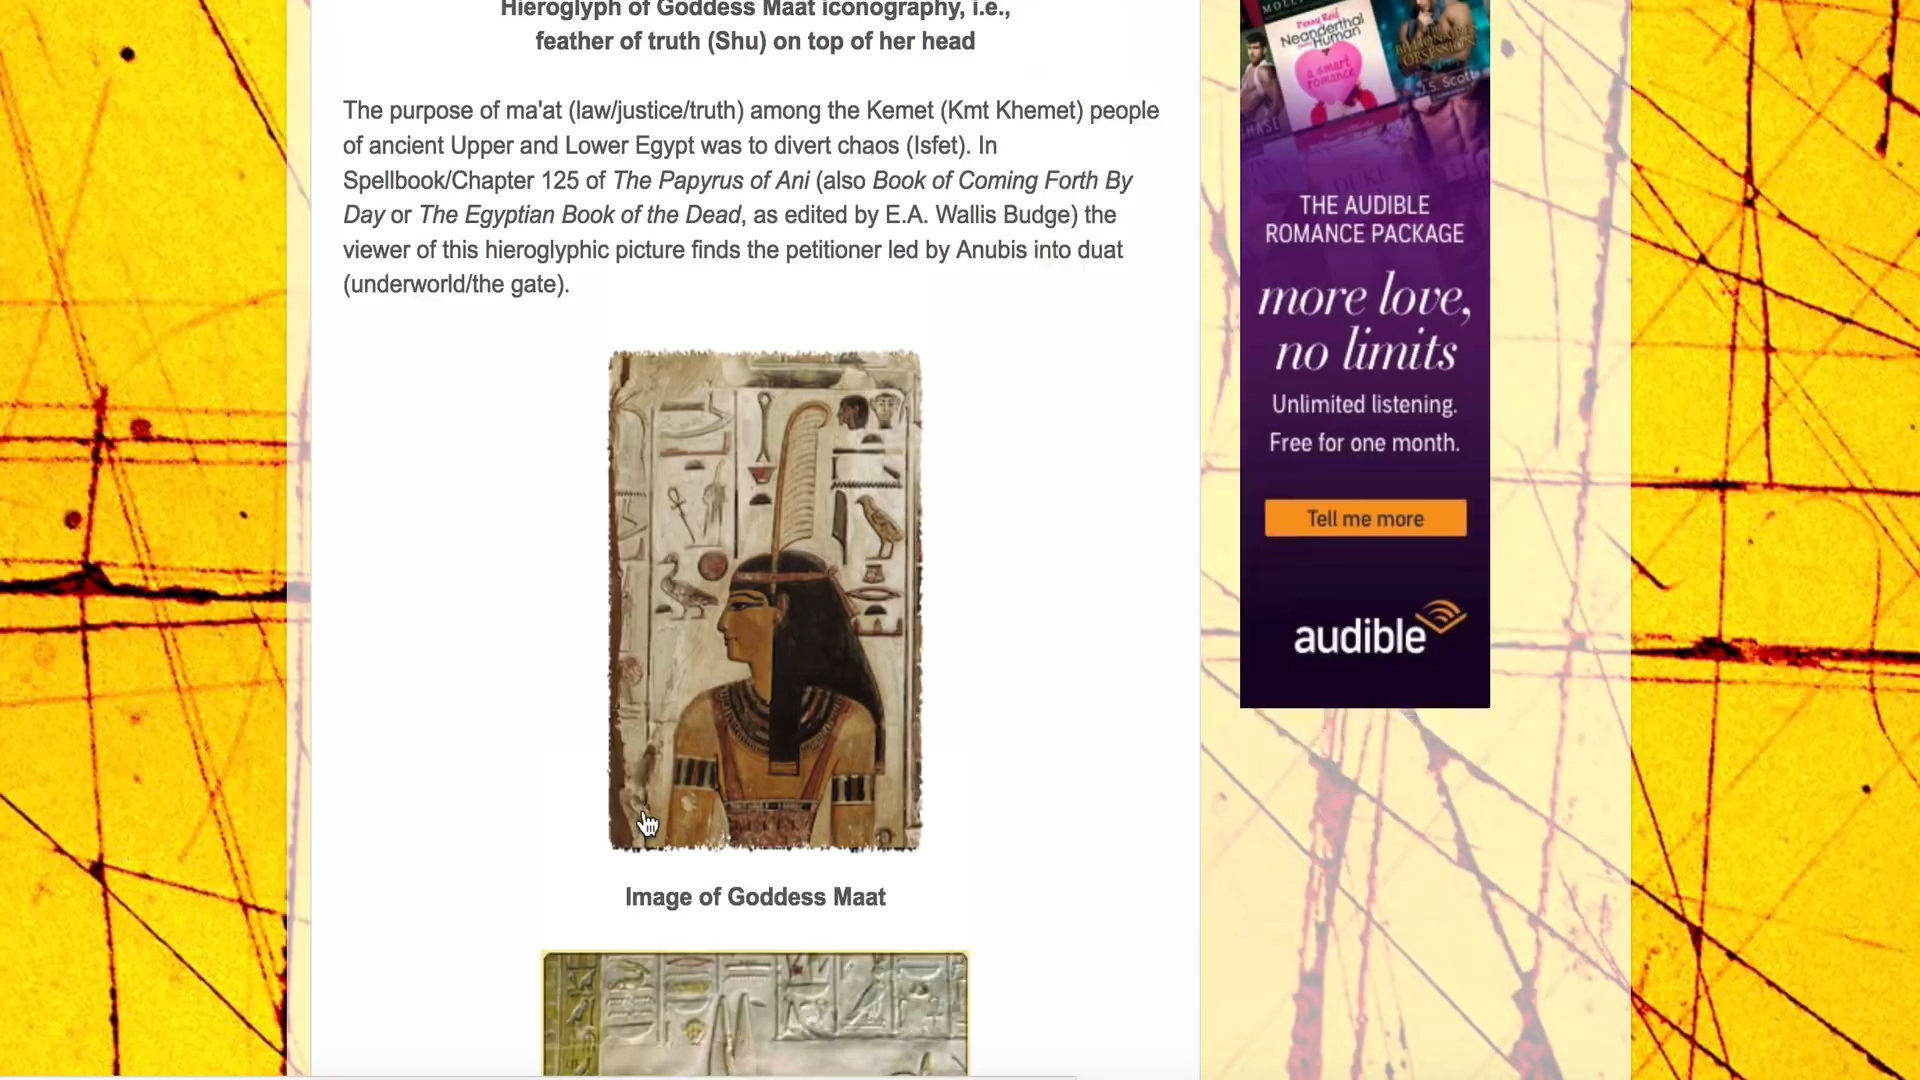 Hieroglyph of Goddess Maat iconography, i.e.,
feather of truth (Shu) on top of her head
The purpose of ma'at (law/justice/truth) among the Kemet (Kmt Khemet) people
of ancient Upper and Lower Egypt was to divert chaos (Isfet). In
Spellbook/Chapter 125 of The Papyrus of Ani (also Book of Coming Forth By
Day or The Egyptian Book of the Dead, as edited by E.A. Wallis Budge) the
viewer of this hieroglyphic picture finds the petitioner led by Anubis into duat
(underworld/the gate).
Image of Goddess Maat
Penny Reid
Neanderthal
Human
a smart
romance
J.S. Scott
THE AUDIBLE
ROMANCE PACKAGE
more love,
no limits
Unlimited listening.
Free for one month.
Tell me more
audible